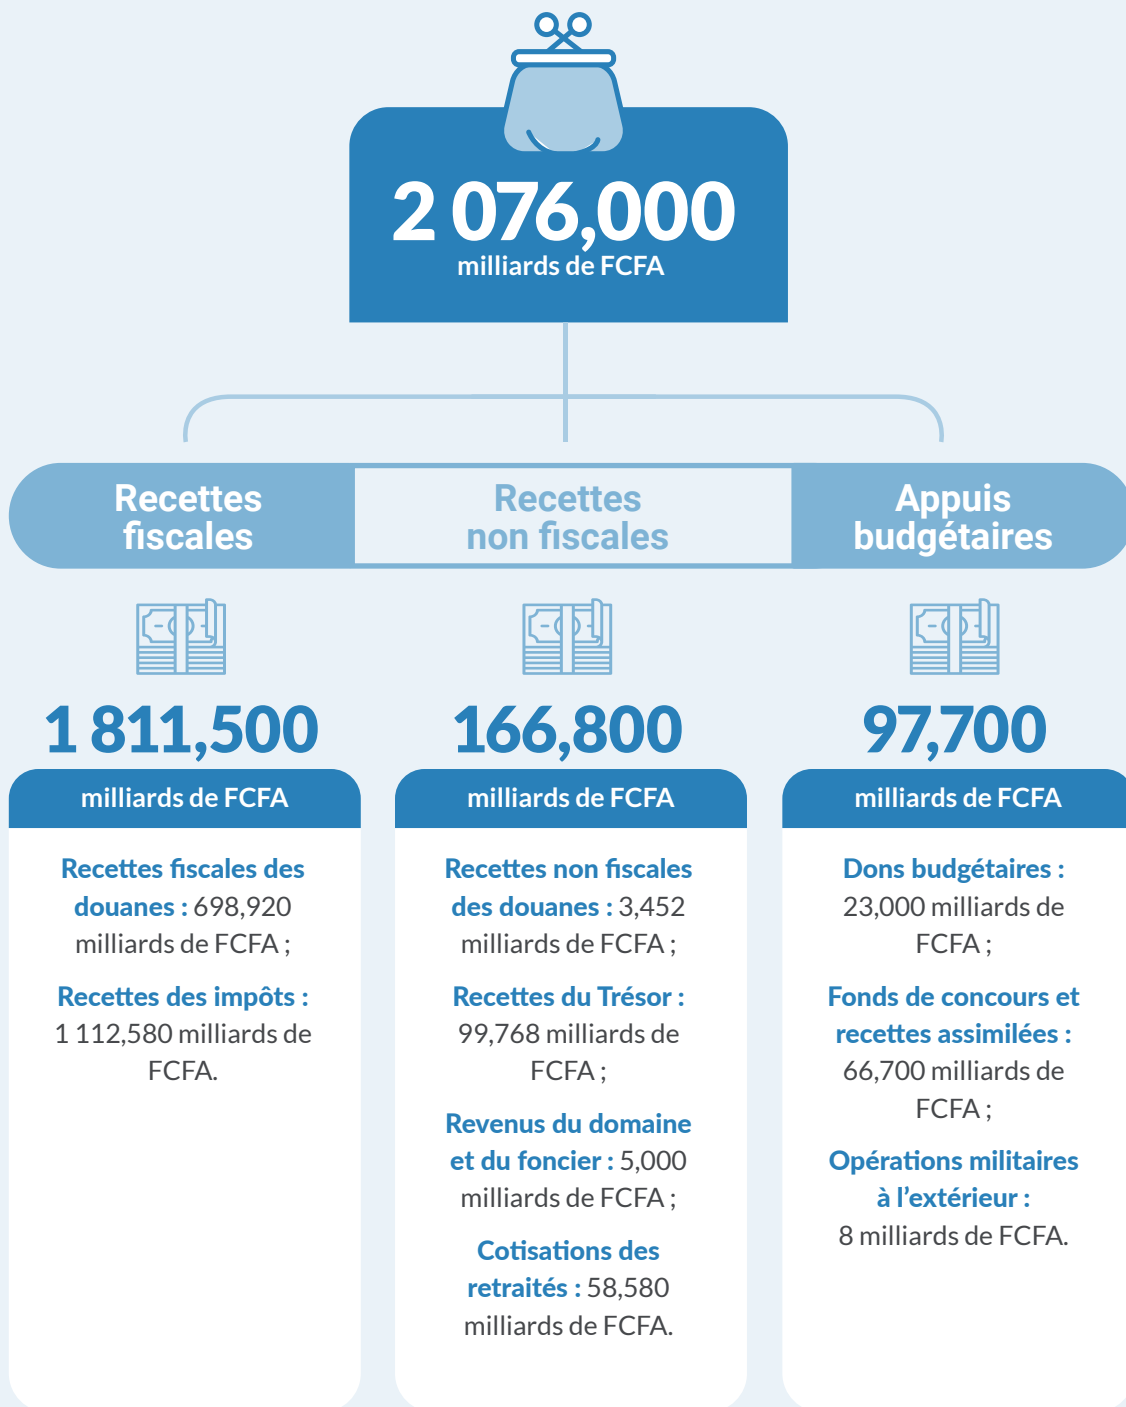 2 076,000
milliards de FCFA
Recettes
fiscales
Recettes
non fiscales
Appuis
budgétaires
1 811,500
milliards de FCFA
Recettes fiscales des
douanes : 698,920
milliards de FCFA ;
Recettes des impôts :
1 112,580 milliards de
FCFA.
166,800
milliards de FCFA
Recettes non fiscales
des douanes : 3,452
milliards de FCFA ;
Recettes du Trésor :
99,768 milliards de
FCFA ;
Revenus du domaine
et du foncier : 5,000
milliards de FCFA ;
Cotisations des
retraités : 58,580
milliards de FCFA.
97,700
milliards de FCFA
Dons budgétaires :
23,000 milliards de
FCFA ;
Fonds de concours et
recettes assimilées :
66,700 milliards de
FCFA ;
Opérations militaires
à l’extérieur :
8 milliards de FCFA.